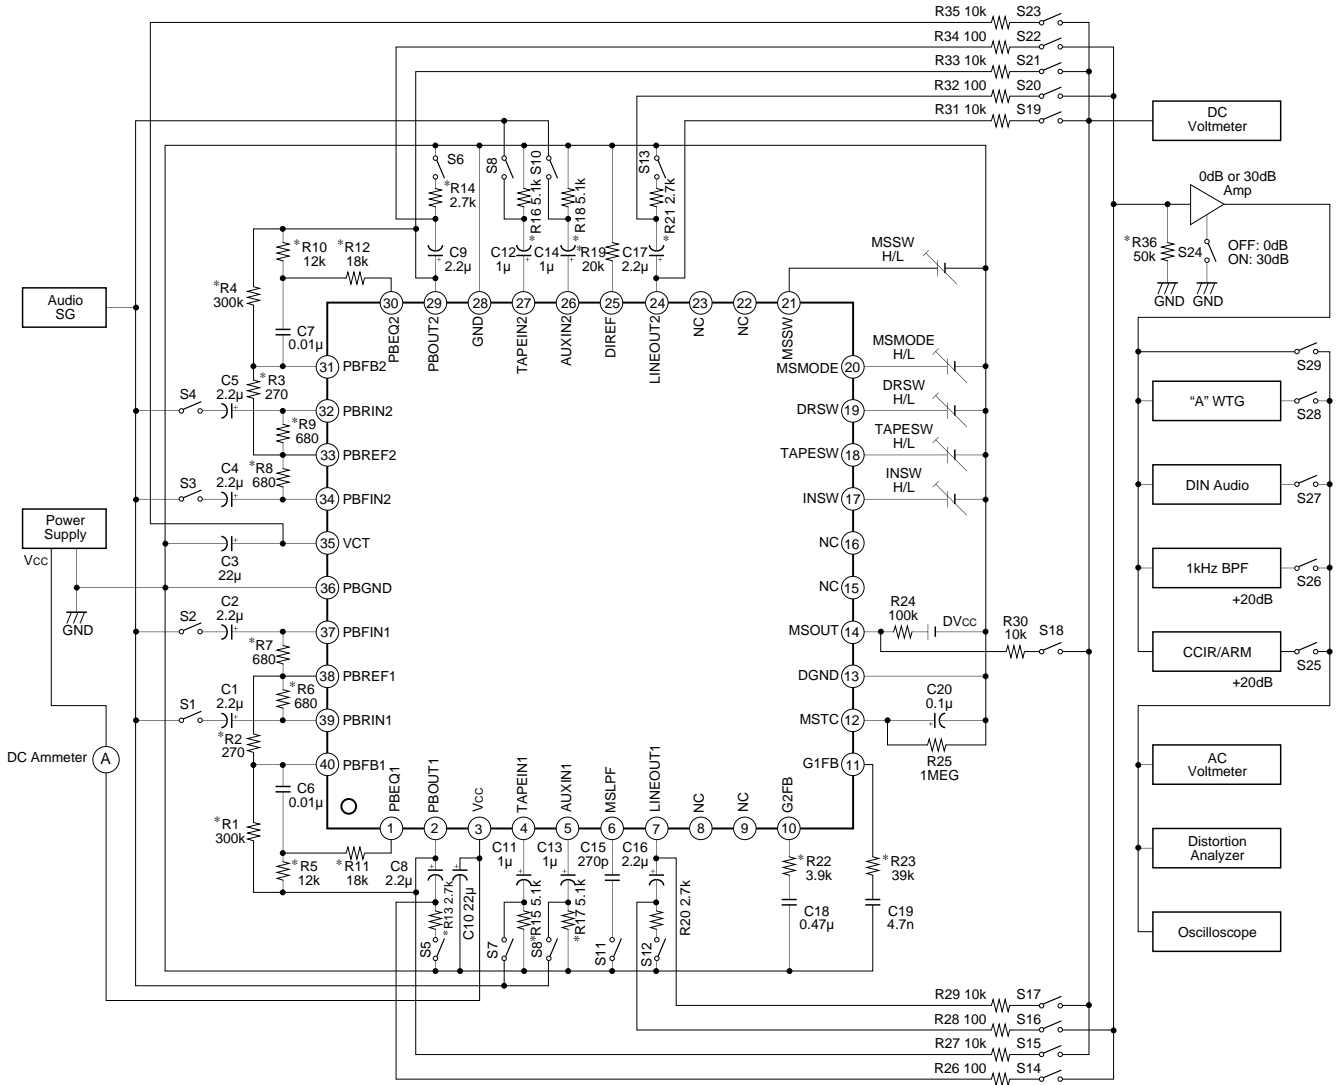 R35 10k S23
R34 100 S22
R33 10k S21
R32 100 S20
R31 10k S19
DC
Voltmeter
0dB or 30dB
Amp
*R36
50k
S24
OFF: 0dB
ON: 30dB
GND
GND
S6
*R14
2.7k
S8
*R16 5.1k
S10
*R18 5.1k
S13
*R21 2.7k
C9
2.2µ
C12
1µ
C14
1µ
*R19
20k
C17
2.2µ
*R10
12k
*R12
18k
*R4
300k
C7
0.01µ
MSSW
H/L
Audio
SG
30
29
28
27
26
25
24
23
22
21
PBEQ2
PBOUT2
GND
TAPEIN2
AUXIN2
DIREF
LINEOUT2
NC
NC
MSSW
31 PBFB2
MSMODE 20
MSMODE
H/L
S4
C5
2.2µ
*R3
270
32 PBRIN2
DRSW 19
DRSW
H/L
*R9
680
33 PBREF2
TAPESW 18
TAPESW
H/L
S3
C4
2.2µ
*R8
680
34 PBFIN2
INSW 17
INSW
H/L
Power
Supply
VCC
GND
C3
22µ
35 VCT
NC 16
36 PBGND
NC 15
S2
C2
2.2µ
37 PBFIN1
MSOUT 14
R24
100k
DVCC
R30
10k
S18
*R7
680
38 PBREF1
DGND 13
S1
C1
2.2µ
*R6
680
39 PBRIN1
MSTC 12
C20
0.1µ
R25
1MEG
*R2
270
DC Ammeter
A
40 PBFB1
G1FB 11
C6
0.01µ
PBEQ1
PBOUT1
VCC
TAPEIN1
AUXIN1
MSLPF
LINEOUT1
NC
NC
G2FB
1
2
3
4
5
6
7
8
9
10
*R1
300k
*R5
12k
*R11
18k
C8
2.2µ
C11
1µ
C13
1µ
C15
270p
C16
2.2µ
*R22
3.9k
*R23
39k
*R13 2.7k
C10 22µ
*R15 5.1k
*R17 5.1k
R20 2.7k
C18
0.47µ
C19
4.7n
S5
S7
S8
S11
S12
S29
“A” WTG
S28
DIN Audio
S27
1kHz BPF
S26
+20dB
CCIR/ARM
S25
+20dB
AC
Voltmeter
Distortion
Analyzer
Oscilloscope
R29 10k S17
R28 100 S16
R27 10k S15
R26 100 S14